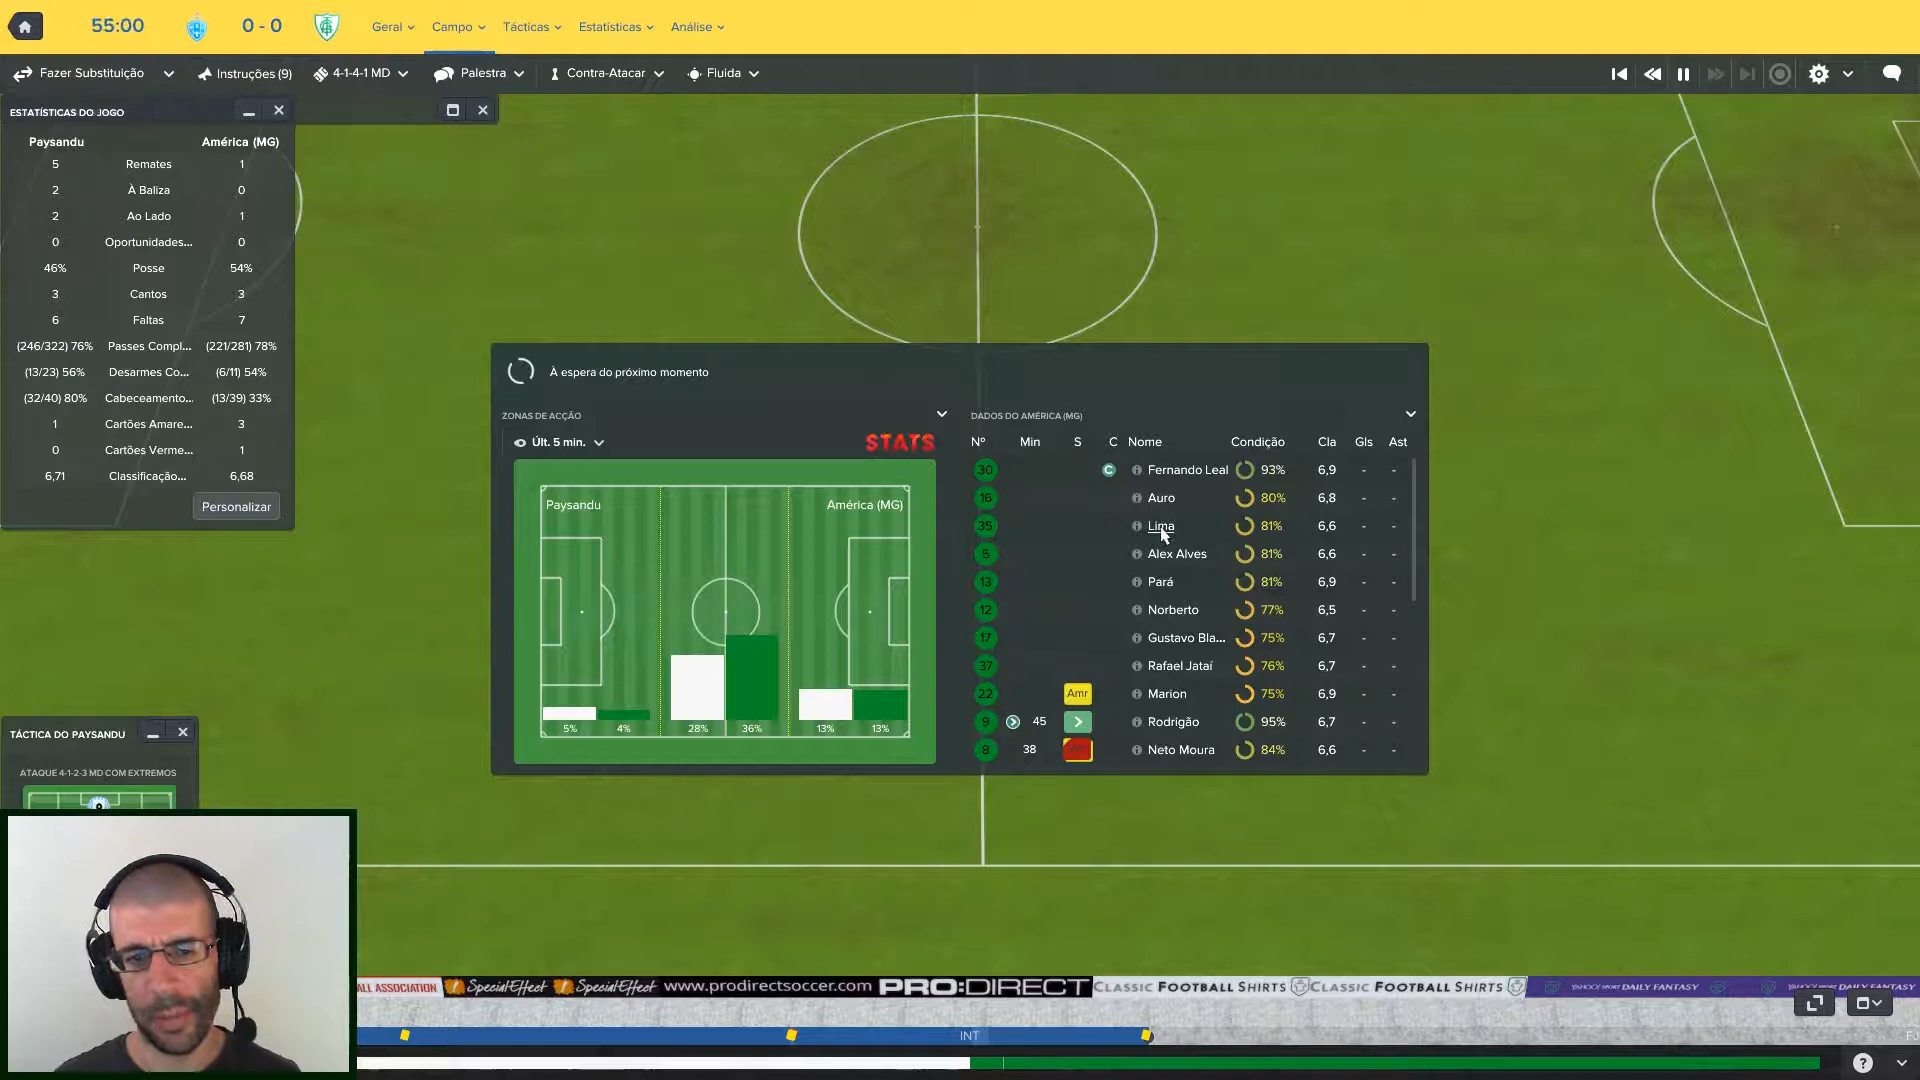 55:00
0 - 0
Geral
Campo
Tácticas
Estatísticas
Análise
Fazer Substituição
Instruções (9)
4-1-4-1 MD
Palestra
Contra-Atacar
Fluida
ESTATÍSTICAS DO JOGO
Paysandu América (MG)
5 Remates 1
2 À Baliza 0
2 Ao Lado 1
0 Oportunidades... 0
46% Posse 54%
3 Cantos 3
6 Faltas 7
(246/322) 76% Passes Compl... (221/281) 78%
(13/23) 56% Desarmes Co... (6/11) 54%
(32/40) 80% Cabeceamento... (13/39) 33%
1 Cartões Amare... 3
0 Cartões Verme... 1
6,71 Classificação... 6,68
Personalizar
À espera do próximo momento
ZONAS DE ACÇÃO
Últ. 5 min.
STATS
Paysandu
América (MG)
5% 4% 28% 36% 13% 13%
DADOS DO AMÉRICA (MG)
Nº Min S C Nome Condição Cla Gls Ast
30 C Fernando Leal 93% 6,9 - -
16 Auro 80% 6,8 - -
35 Lima 81% 6,6 - -
5 Alex Alves 81% 6,6 - -
13 Pará 81% 6,9 - -
12 Norberto 77% 6,5 - -
17 Gustavo Bla... 75% 6,7 - -
37 Rafael Jataí 76% 6,7 - -
22 Amr Marion 75% 6,9 - -
9 45 Rodrigão 95% 6,7 - -
8 38 Neto Moura 84% 6,6 - -
TÁCTICA DO PAYSANDU
ATAQUE 4-1-2-3 MD COM EXTREMOS
9
ALL ASSOCIATION SpecialEffect SpecialEffect www.prodirectsoccer.com PRO:DIRECT CLASSIC FOOTBALL SHIRTS CLASSIC FOOTBALL SHIRTS YAHOO! SPORT DAILY FANTASY YAHOO! SPORT DAILY FANTASY
INT
FJ
?